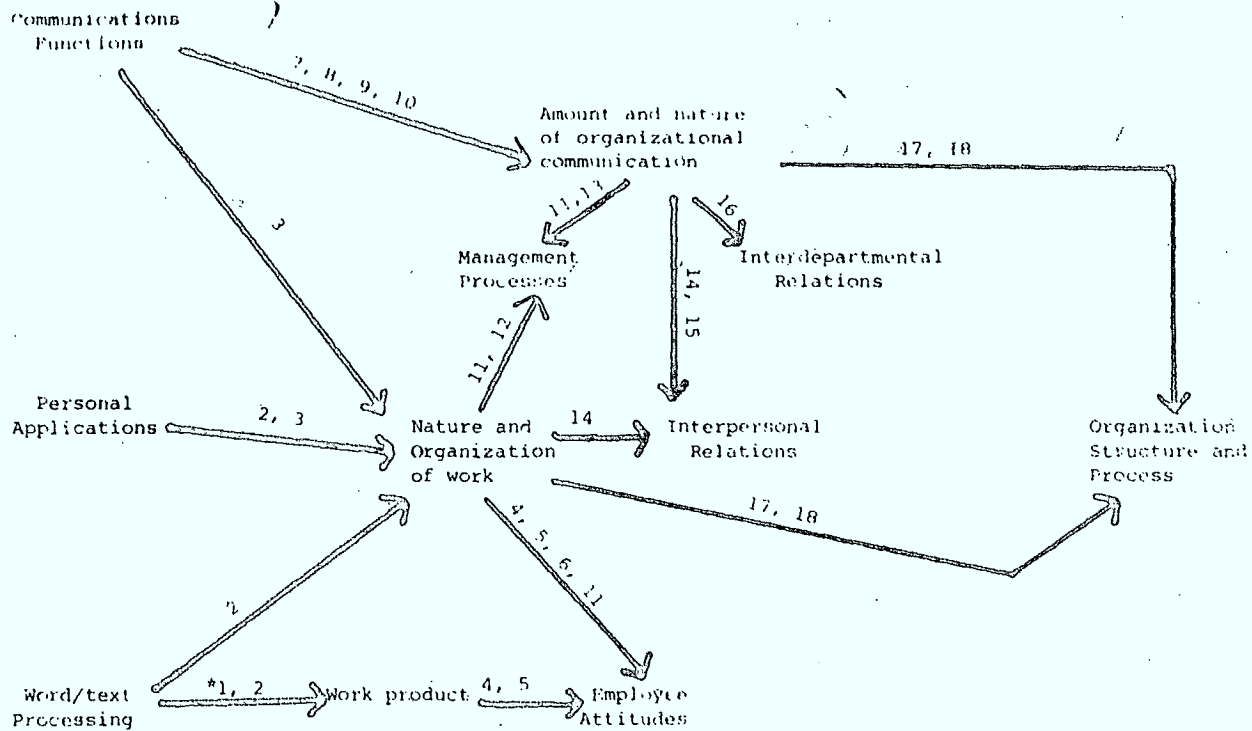 Communications
Functions
7, 8, 9, 10
Amount and nature
of organizational
communication
17, 18
3
11,13
16
Management
Processes
Interdepartmental
Relations
14, 15
11, 12
Personal
Applications
2, 3
Nature and
Organization
of work
14
Interpersonal
Relations
Organization
Structure and
Process
17, 18
4, 5, 6, 11
2
Word/text
Processing
*1, 2
Work product
4, 5
Employee
Attitudes